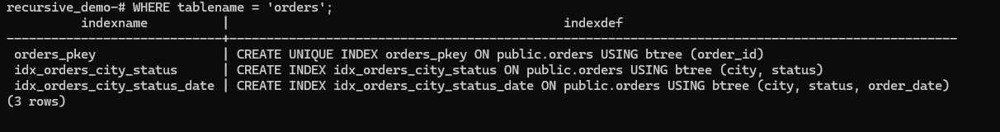 recursive_demo-# WHERE tablename = 'orders';
         indexname          |                                             indexdef
----------------------------+--------------------------------------------------------------------------------------------------
 orders_pkey                | CREATE UNIQUE INDEX orders_pkey ON public.orders USING btree (order_id)
 idx_orders_city_status      | CREATE INDEX idx_orders_city_status ON public.orders USING btree (city, status)
 idx_orders_city_status_date | CREATE INDEX idx_orders_city_status_date ON public.orders USING btree (city, status, order_date)
(3 rows)